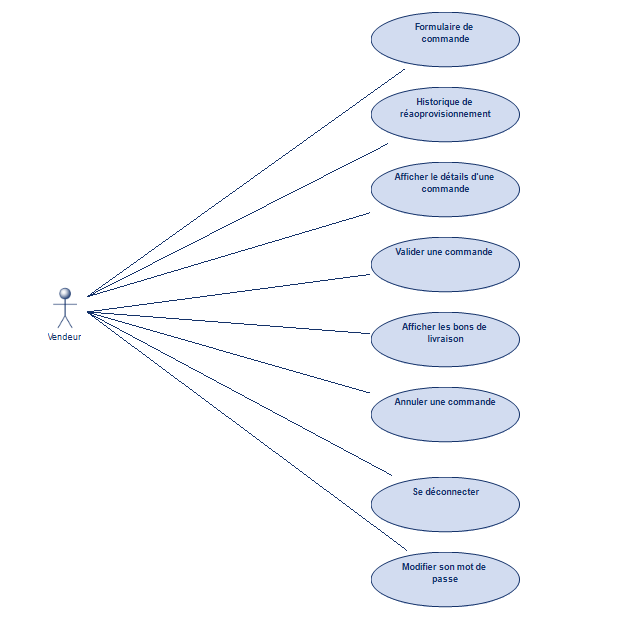 Formulaire de
commande
Historique de
réaoprovisionnement
Afficher le détails d'une
commande
Valider une commande
Afficher les bons de
livraison
Annuler une commande
Se déconnecter
Modifier son mot de
passe
Vendeur